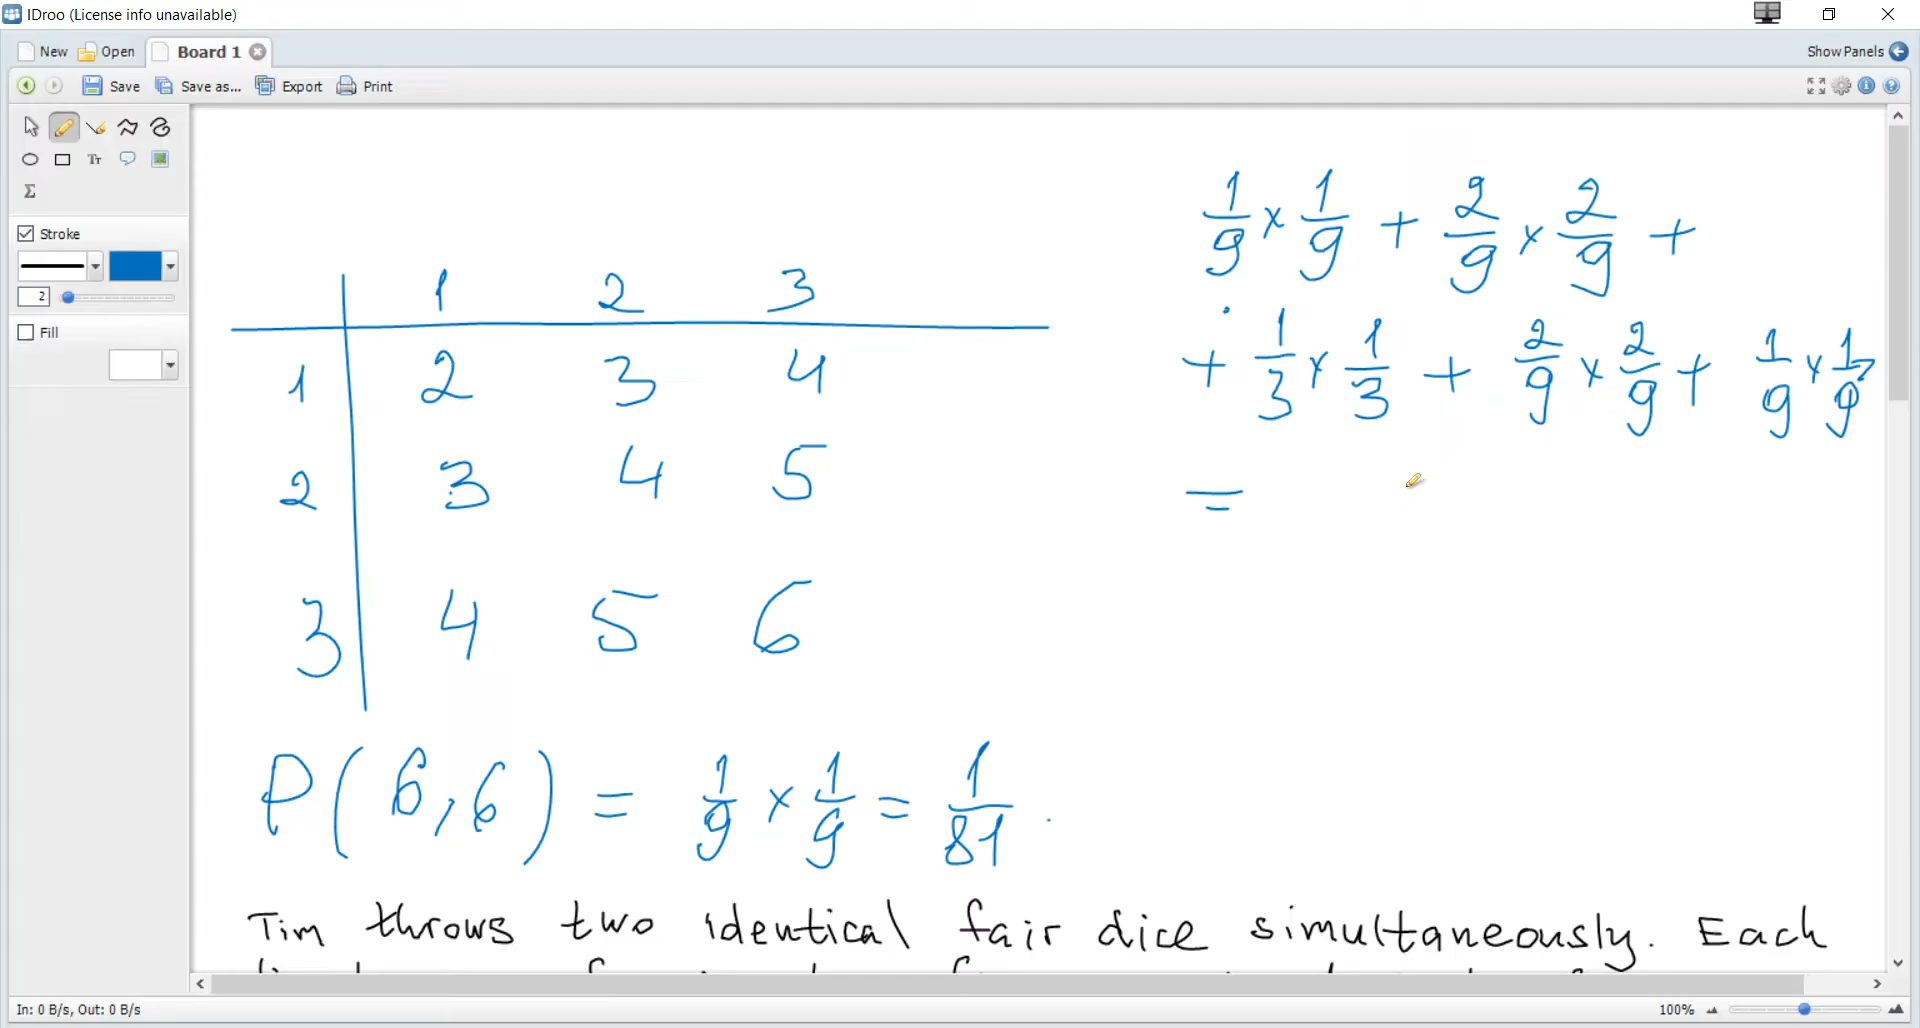 IDroo (License info unavailable)
New Open Board 1 Show Panels
Save Save as... Export Print
Tт
Σ
Stroke
2
Fill
1/9 × 1/9 + 2/9 × 2/9 +
+ 1/3 × 1/3 + 2/9 × 2/9 + 1/9 × 1/9
=
1 2 3
1 2 3 4
2 3 4 5
3 4 5 6
P(6,6) = 1/9 × 1/9 = 1/81 .
Tim throws two identical fair dice simultaneously. Each
In: 0 B/s, Out: 0 B/s 100%